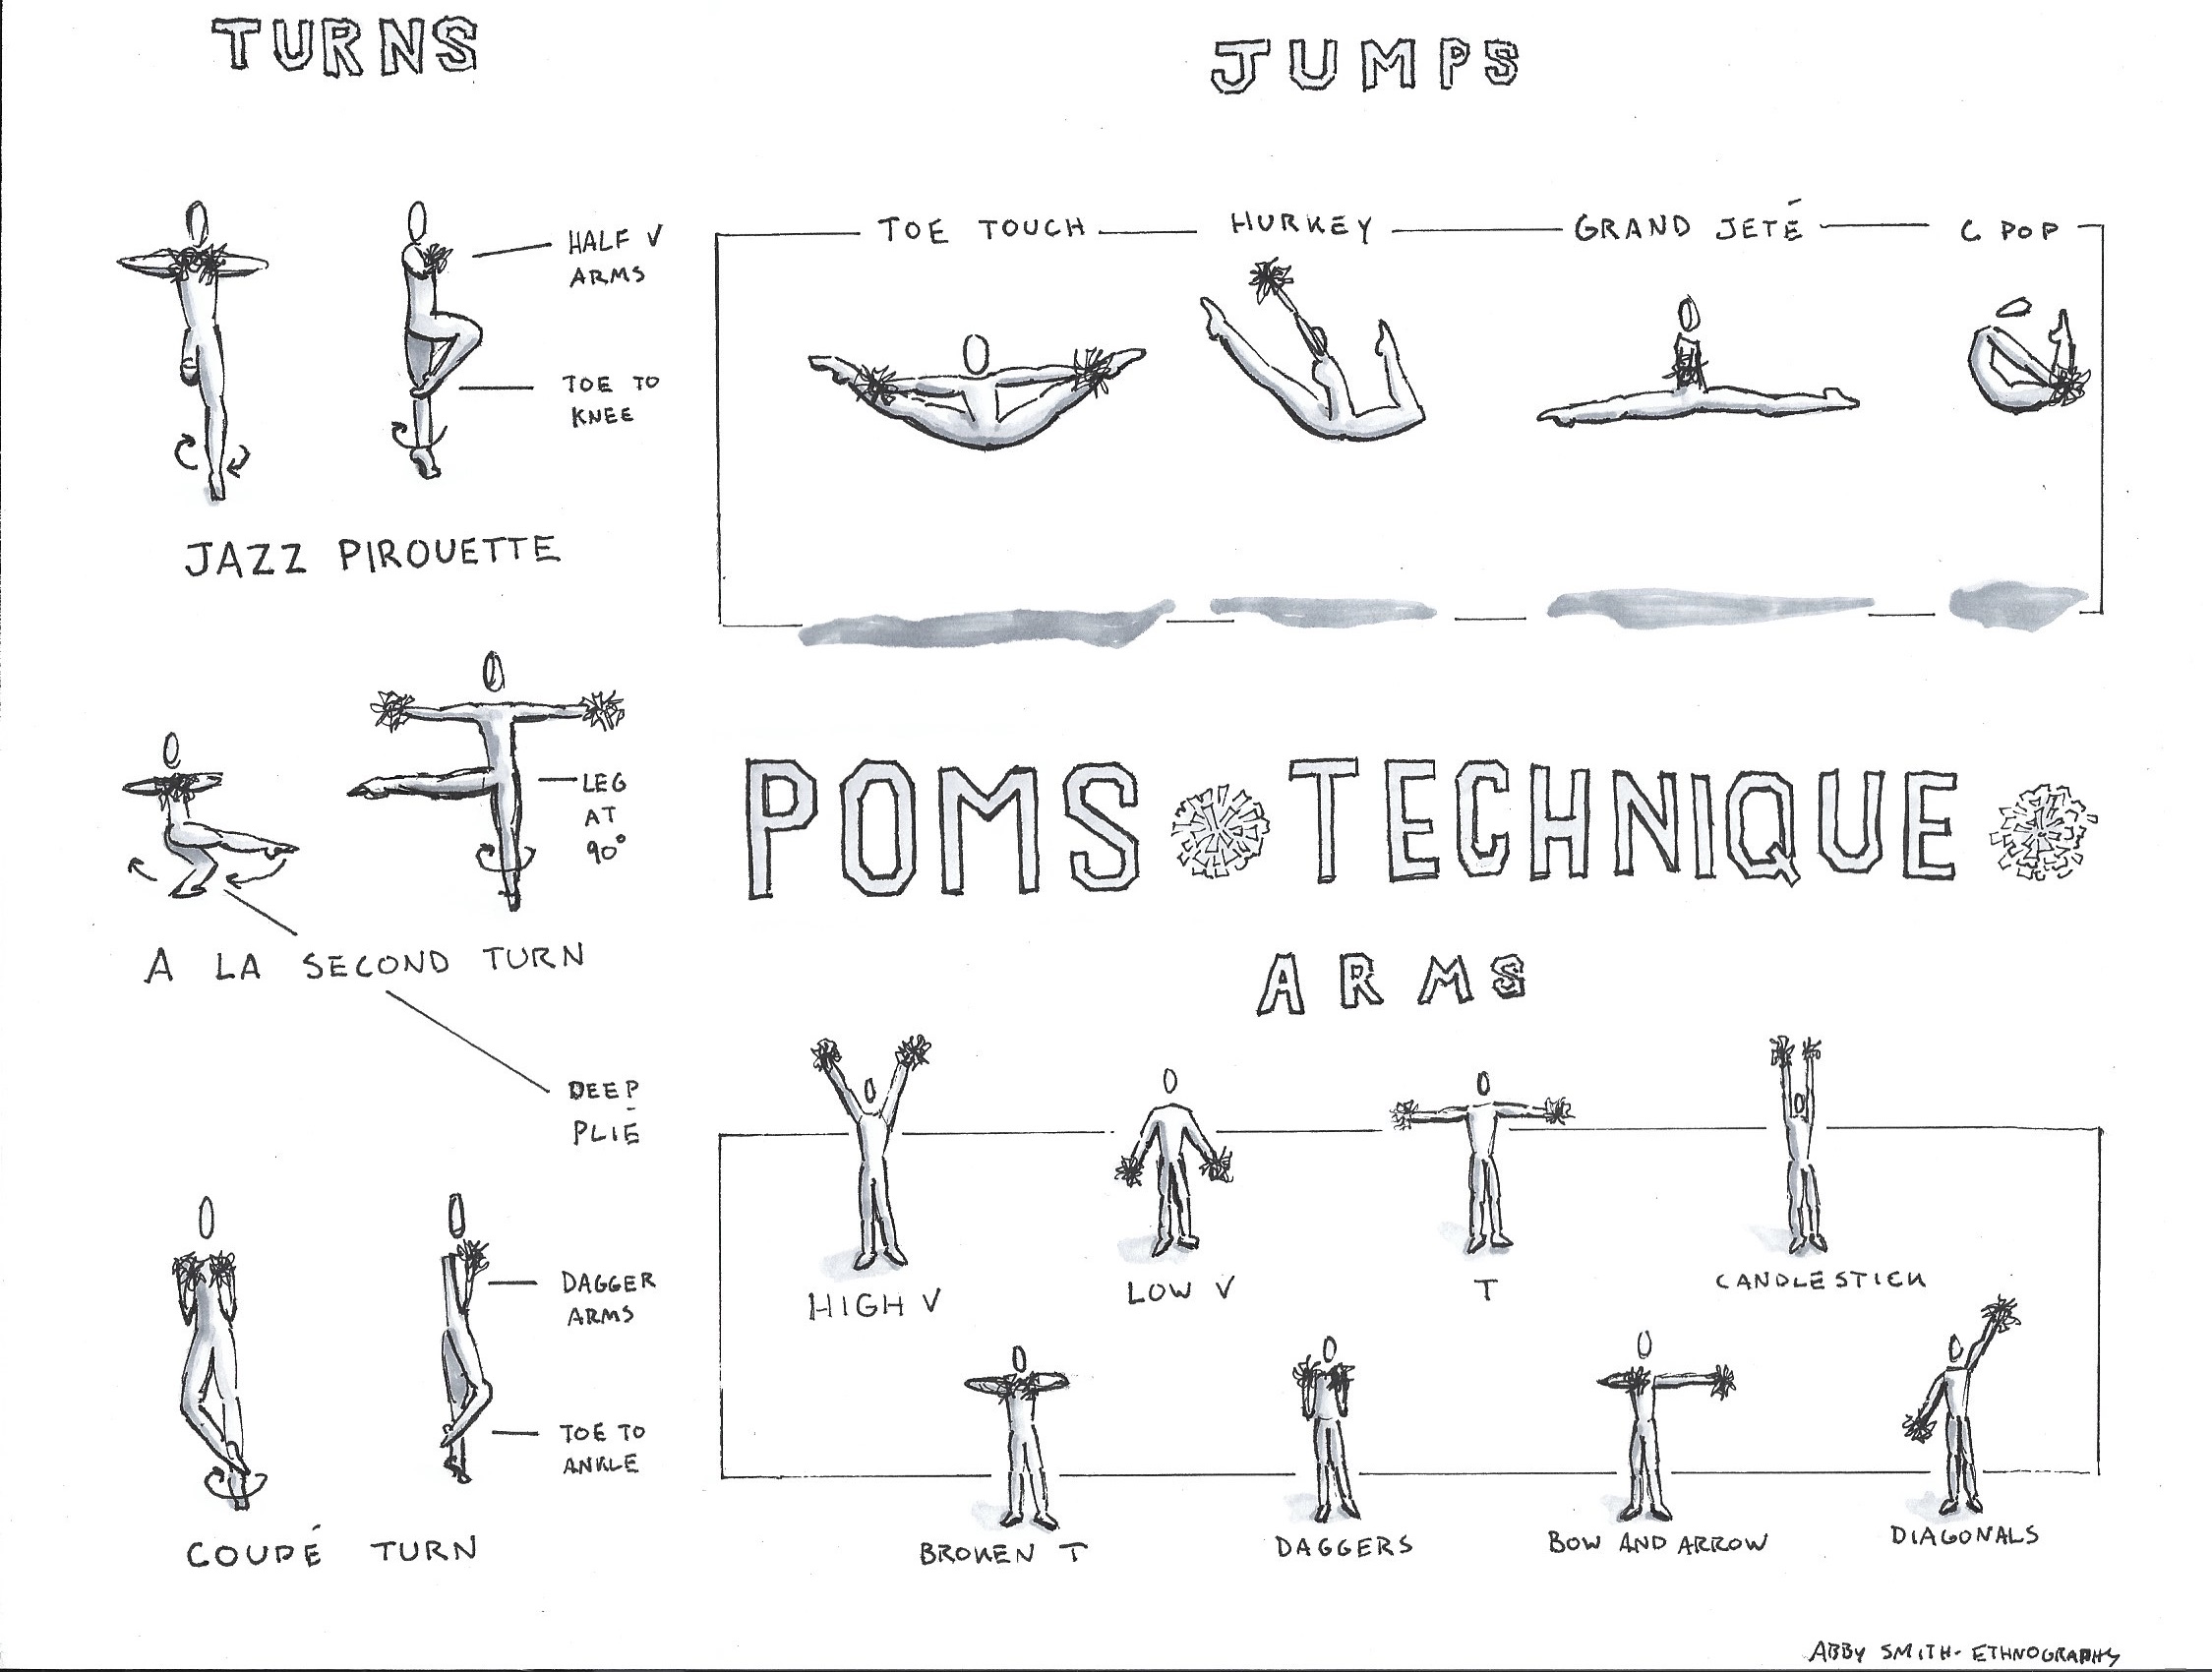 TURNS
JUMPS
HALF V
ARMS
TOE TO
KNEE
JAZZ PIROUETTE
TOE TOUCH
HURKEY
GRAND JETÉ
C POP
LEG
AT
90°
A LA SECOND TURN
DEEP
PLIÉ
POMS TECHNIQUE
ARMS
HIGH V
LOW V
T
CANDLESTICK
DAGGER
ARMS
TOE TO
ANKLE
COUPÉ TURN
BROKEN T
DAGGERS
BOW AND ARROW
DIAGONALS
ABBY SMITH- ETHNOGRAPHY